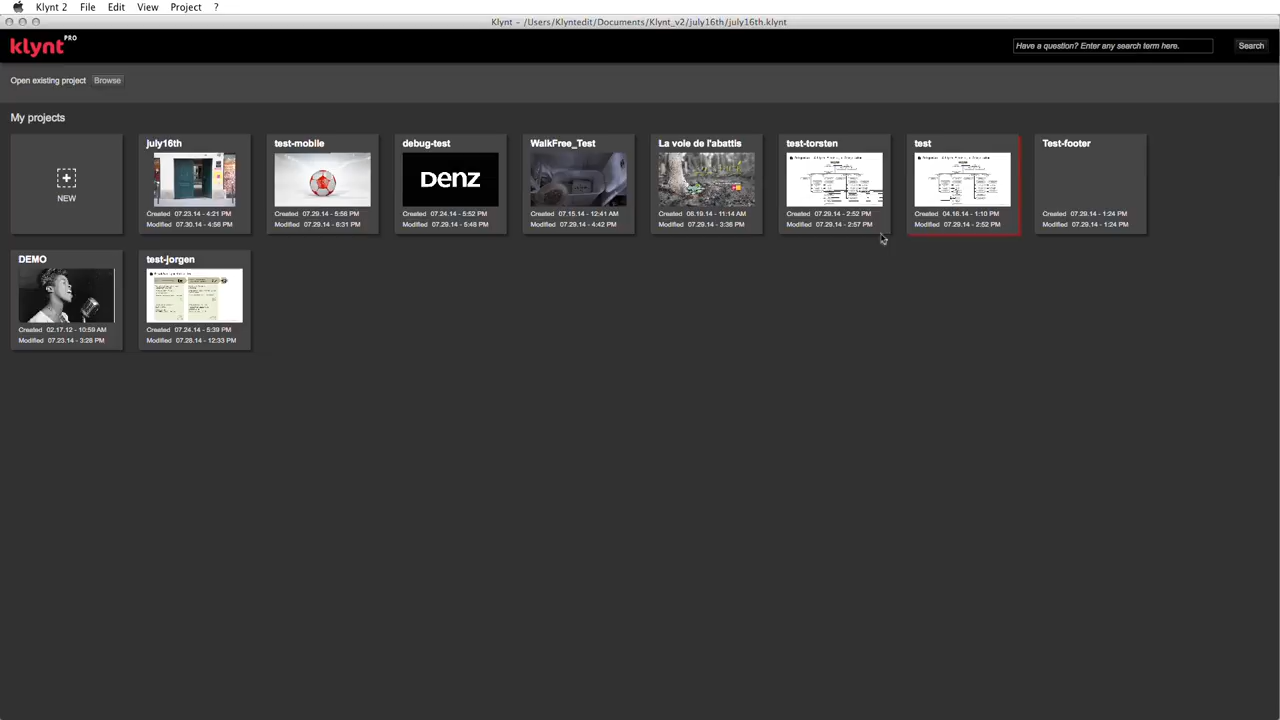 Klynt 2 File Edit View Project ?
Klynt - /Users/Klyntedit/Documents/Klynt_v2/july16th/july16th.klynt
klynt PRO
Have a question? Enter any search term here. Search
Open existing project Browse
My projects
NEW
july16th
Created 07.23.14 - 4:21 PM
Modified 07.30.14 - 4:56 PM
test-mobile
Created 07.29.14 - 5:58 PM
Modified 07.29.14 - 6:31 PM
debug-test
DENZ
Created 07.24.14 - 5:52 PM
Modified 07.29.14 - 5:48 PM
WalkFree_Test
Created 07.15.14 - 12:41 AM
Modified 07.29.14 - 4:42 PM
La voie de l'abattis
Created 08.19.14 - 11:14 AM
Modified 07.29.14 - 3:38 PM
test-torsten
Created 07.29.14 - 2:52 PM
Modified 07.29.14 - 2:57 PM
test
Created 04.16.14 - 1:10 PM
Modified 07.29.14 - 2:52 PM
Test-footer
Created 07.29.14 - 1:24 PM
Modified 07.29.14 - 1:24 PM
DEMO
Created 02.17.12 - 10:59 AM
Modified 07.23.14 - 3:28 PM
test-jorgen
Created 07.24.14 - 5:39 PM
Modified 07.28.14 - 12:33 PM